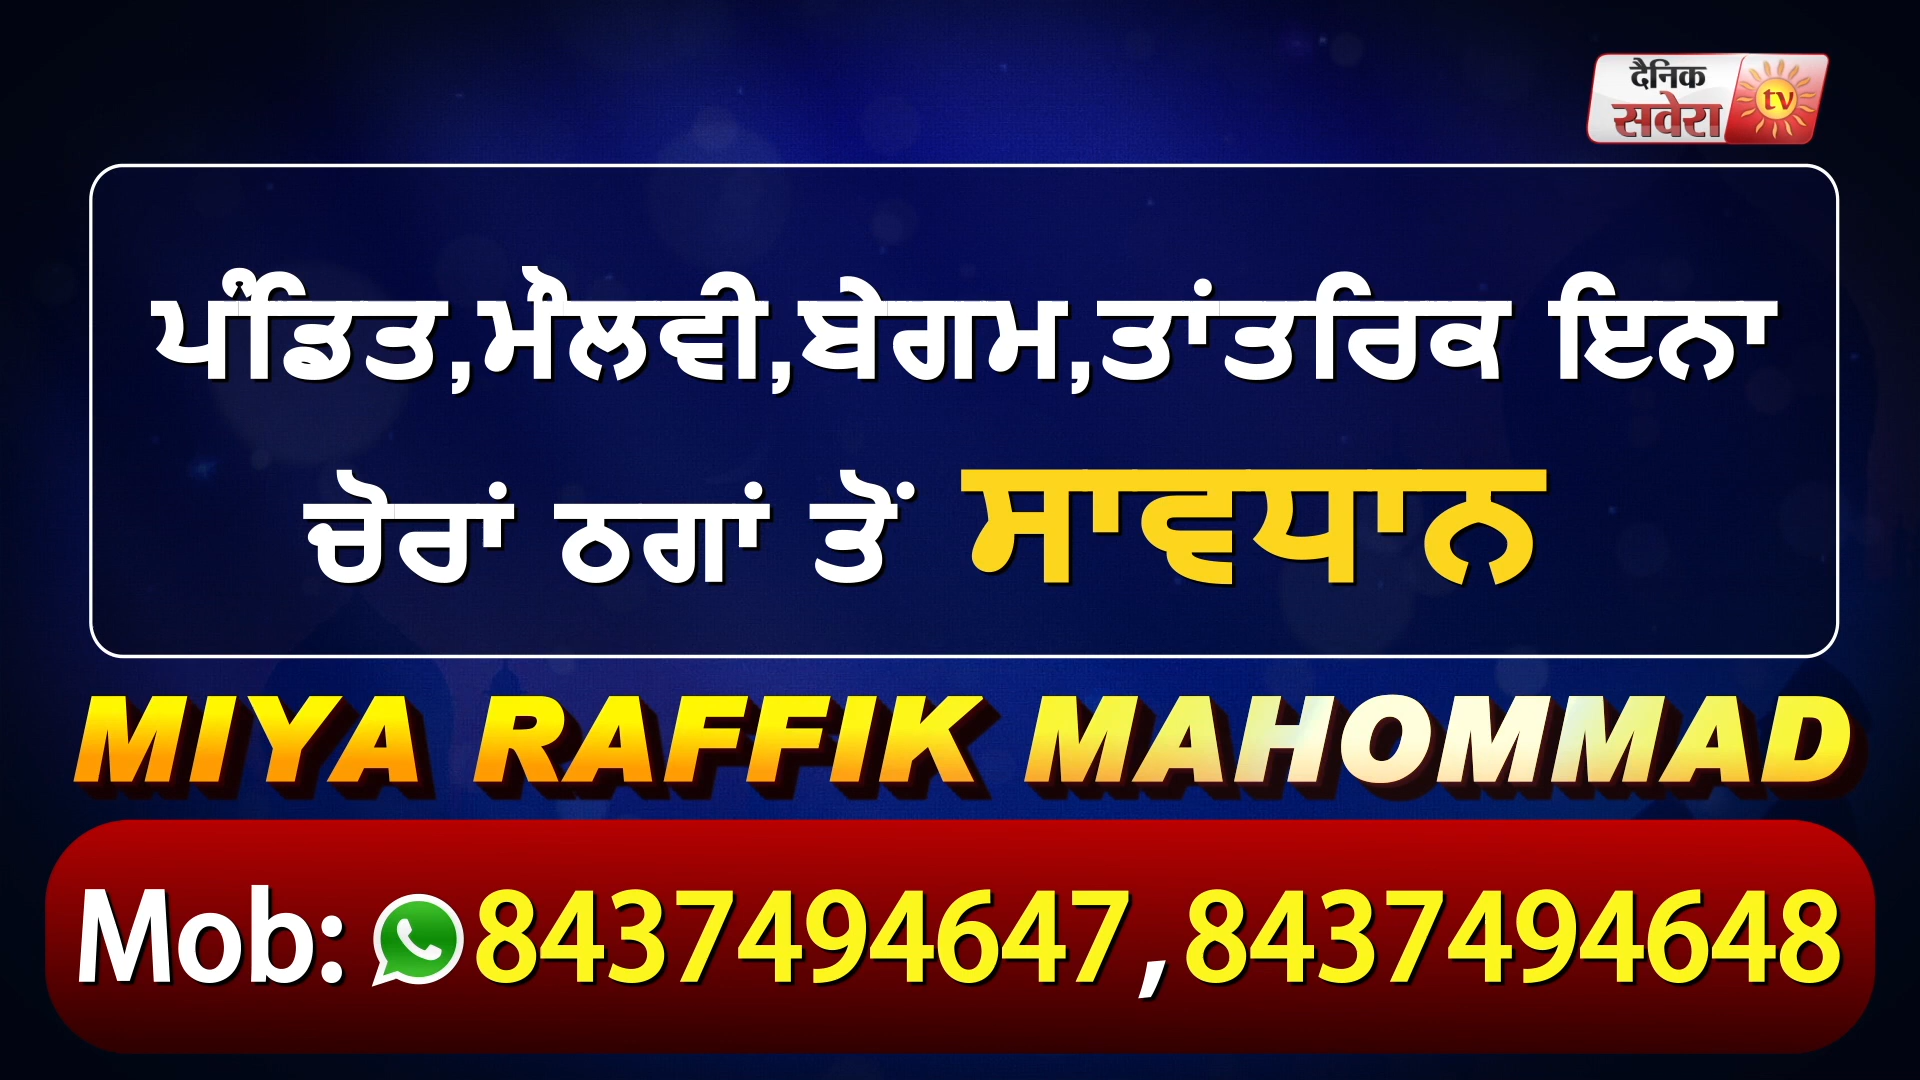 दैनिक
सवेरा tv
ਪੰਡਿਤ,ਮੌਲਵੀ,ਬੇਗਮ,ਤਾਂਤਰਿਕ ਇਨਾ
ਚੋਰਾਂ ਠਗਾਂ ਤੋਂ ਸਾਵਧਾਨ
MIYA RAFFIK MAHOMMAD
Mob: 8437494647, 8437494648